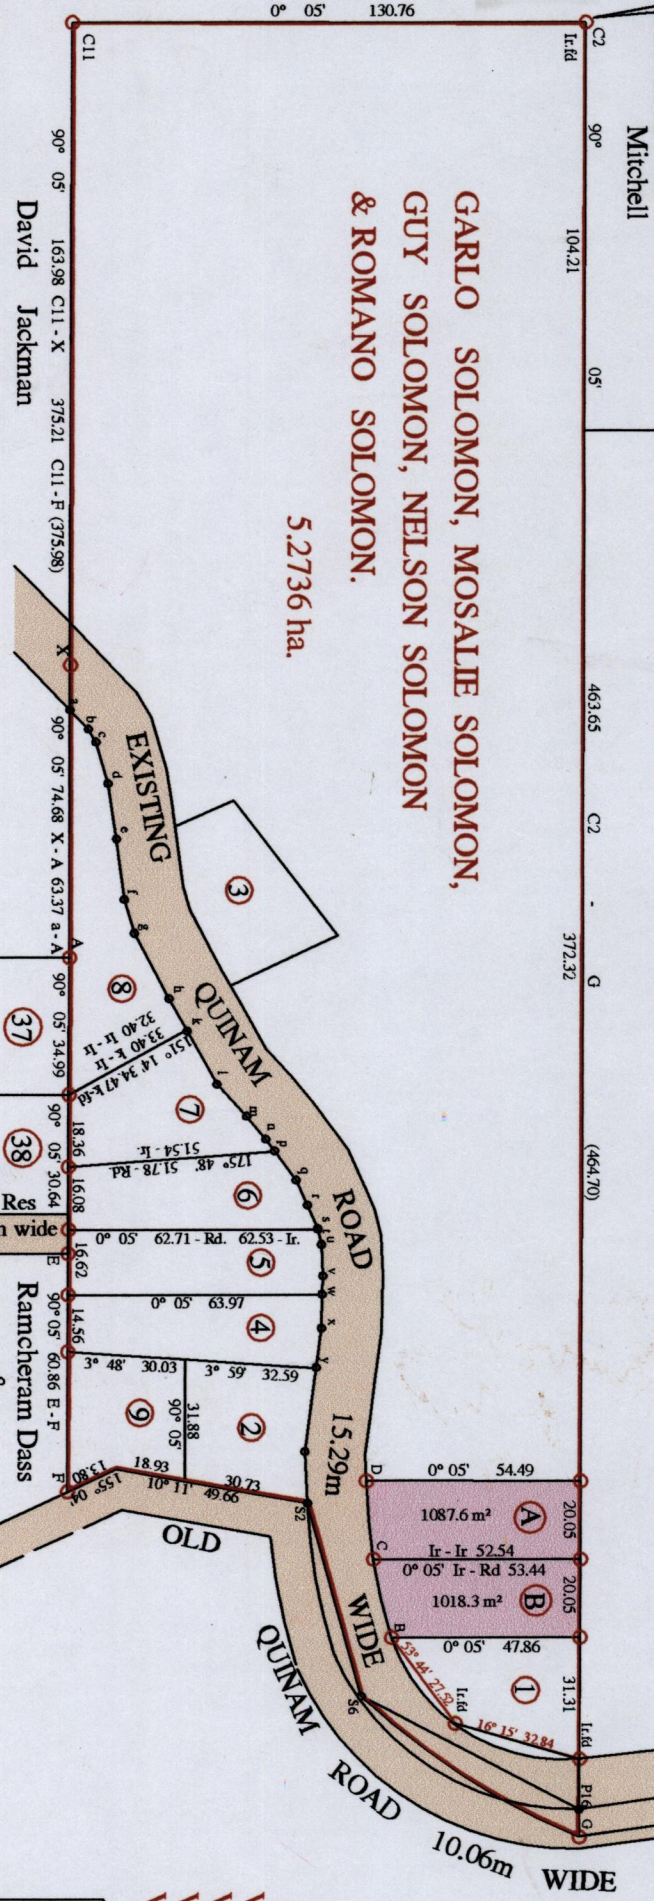 0° 05' 130.76
C11
C2
Ir.fd
Mitchell
90° 05' 463.65 C2 - G (464.70)
104.21
372.32
GARLO SOLOMON, MOSALIE SOLOMON,
GUY SOLOMON, NELSON SOLOMON
& ROMANO SOLOMON.
5.2736 ha.
90° 05' 163.98 C11 - X 375.21 C11 - F (375.98)
David Jackman
X
a
b
c
d
e
f
g
h
k
l
m
n
p
q
r
s
t
u
v
w
x
y
EXISTING QUINAM ROAD 15.29m WIDE
3
90° 05' 74.68 X - A 63.37 a - A
A
8
90° 05' 34.99
37
32.40 Ir - Ir
33.40 k - Ir
151° 14' 34.47 k-fd
7
90° 05' 30.64
18.36
38
51.54 - Ir.
175° 48' 51.78 - Rd
6
16.08
Res
n wide
0° 05' 62.71 - Rd. 62.53 - Ir.
E
16.62
5
0° 05' 63.97
14.56
4
90° 05' 60.86 E - F
Ramcheram Dass
3° 48' 30.03
3° 59' 32.59
9
31.88
90° 05'
2
F
13.80
155° 04'
18.93
30.73
10° 11' 49.66
S2
OLD QUINAM ROAD 10.06m WIDE
D
0° 05' 54.49
20.05
1087.6 m²
A
C
Ir - Ir 52.54
0° 05' Ir - Rd 53.44
20.05
1018.3 m²
B
B
0° 05' 47.86
31.31
1
53° 44' 27.52
Ir.fd
16° 15' 32.84
Ir.fd
S6
P16
G